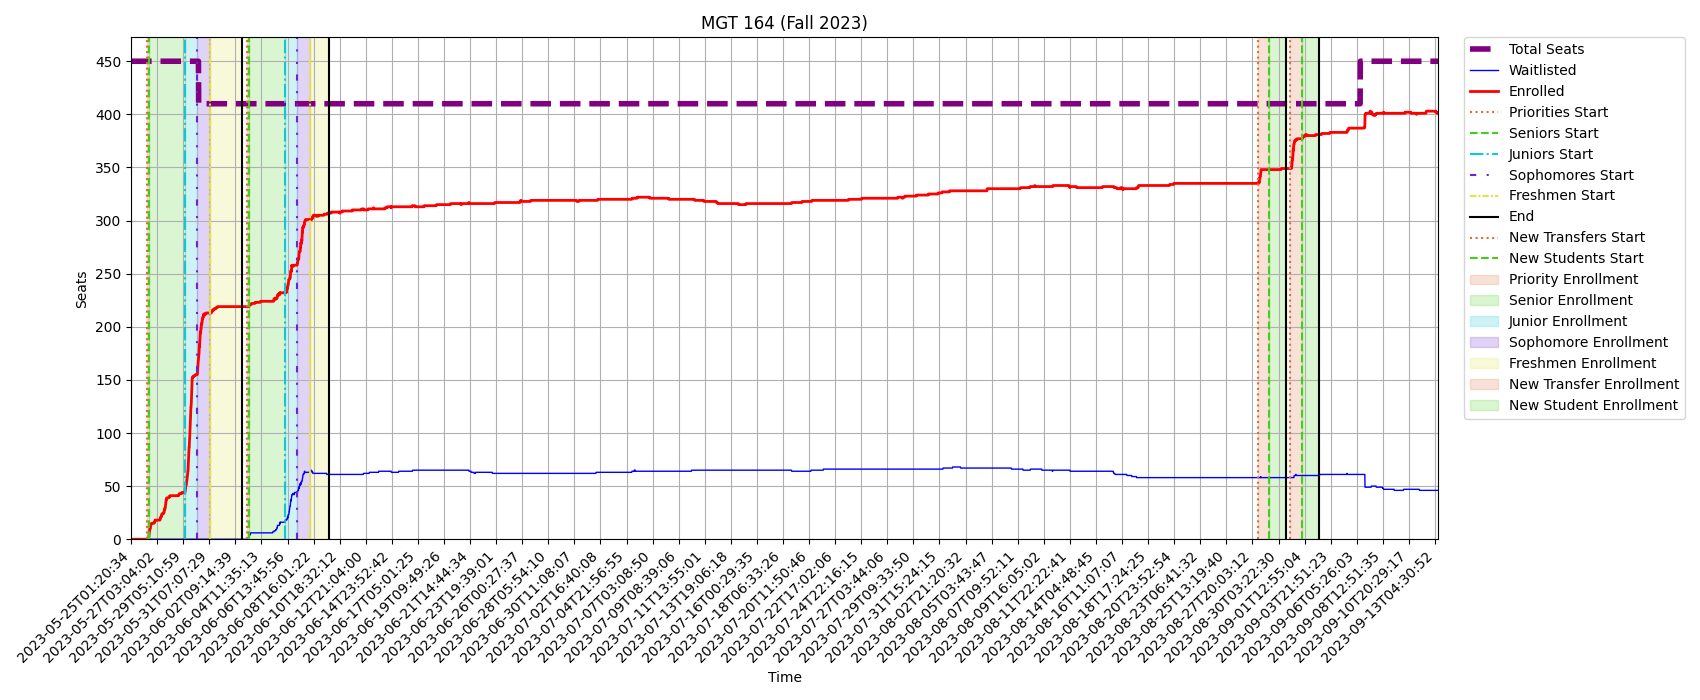 MGT 164 (Fall 2023)
Seats
450
400
350
300
250
200
150
100
50
0
2023-05-25T01:20:34
2023-05-27T03:04:02
2023-05-29T05:10:59
2023-05-31T07:07:29
2023-06-02T09:14:39
2023-06-04T11:35:13
2023-06-06T13:45:50
2023-06-08T16:01:22
2023-06-10T18:32:12
2023-06-12T21:04:00
2023-06-14T23:52:42
2023-06-17T05:01:25
2023-06-19T09:49:26
2023-06-21T14:44:34
2023-06-23T19:39:01
2023-06-26T00:27:37
2023-06-28T05:54:10
2023-06-30T11:08:07
2023-07-02T16:40:08
2023-07-04T21:56:55
2023-07-07T03:08:50
2023-07-09T08:39:06
2023-07-11T13:55:01
2023-07-13T19:06:18
2023-07-16T00:29:35
2023-07-18T06:33:26
2023-07-20T11:50:46
2023-07-22T17:02:06
2023-07-24T22:16:15
2023-07-27T03:44:06
2023-07-29T09:33:50
2023-07-31T15:24:15
2023-08-02T21:20:32
2023-08-05T03:43:47
2023-08-07T09:52:11
2023-08-09T16:05:02
2023-08-11T22:22:41
2023-08-14T04:48:45
2023-08-16T11:07:07
2023-08-18T17:24:25
2023-08-20T23:52:54
2023-08-23T06:41:32
2023-08-25T13:19:40
2023-08-27T20:03:12
2023-08-30T03:22:30
2023-09-01T12:55:04
2023-09-03T21:51:23
2023-09-06T05:26:03
2023-09-08T12:51:35
2023-09-10T20:29:17
2023-09-13T04:30:52
Time
Total Seats
Waitlisted
Enrolled
Priorities Start
Seniors Start
Juniors Start
Sophomores Start
Freshmen Start
End
New Transfers Start
New Students Start
Priority Enrollment
Senior Enrollment
Junior Enrollment
Sophomore Enrollment
Freshmen Enrollment
New Transfer Enrollment
New Student Enrollment